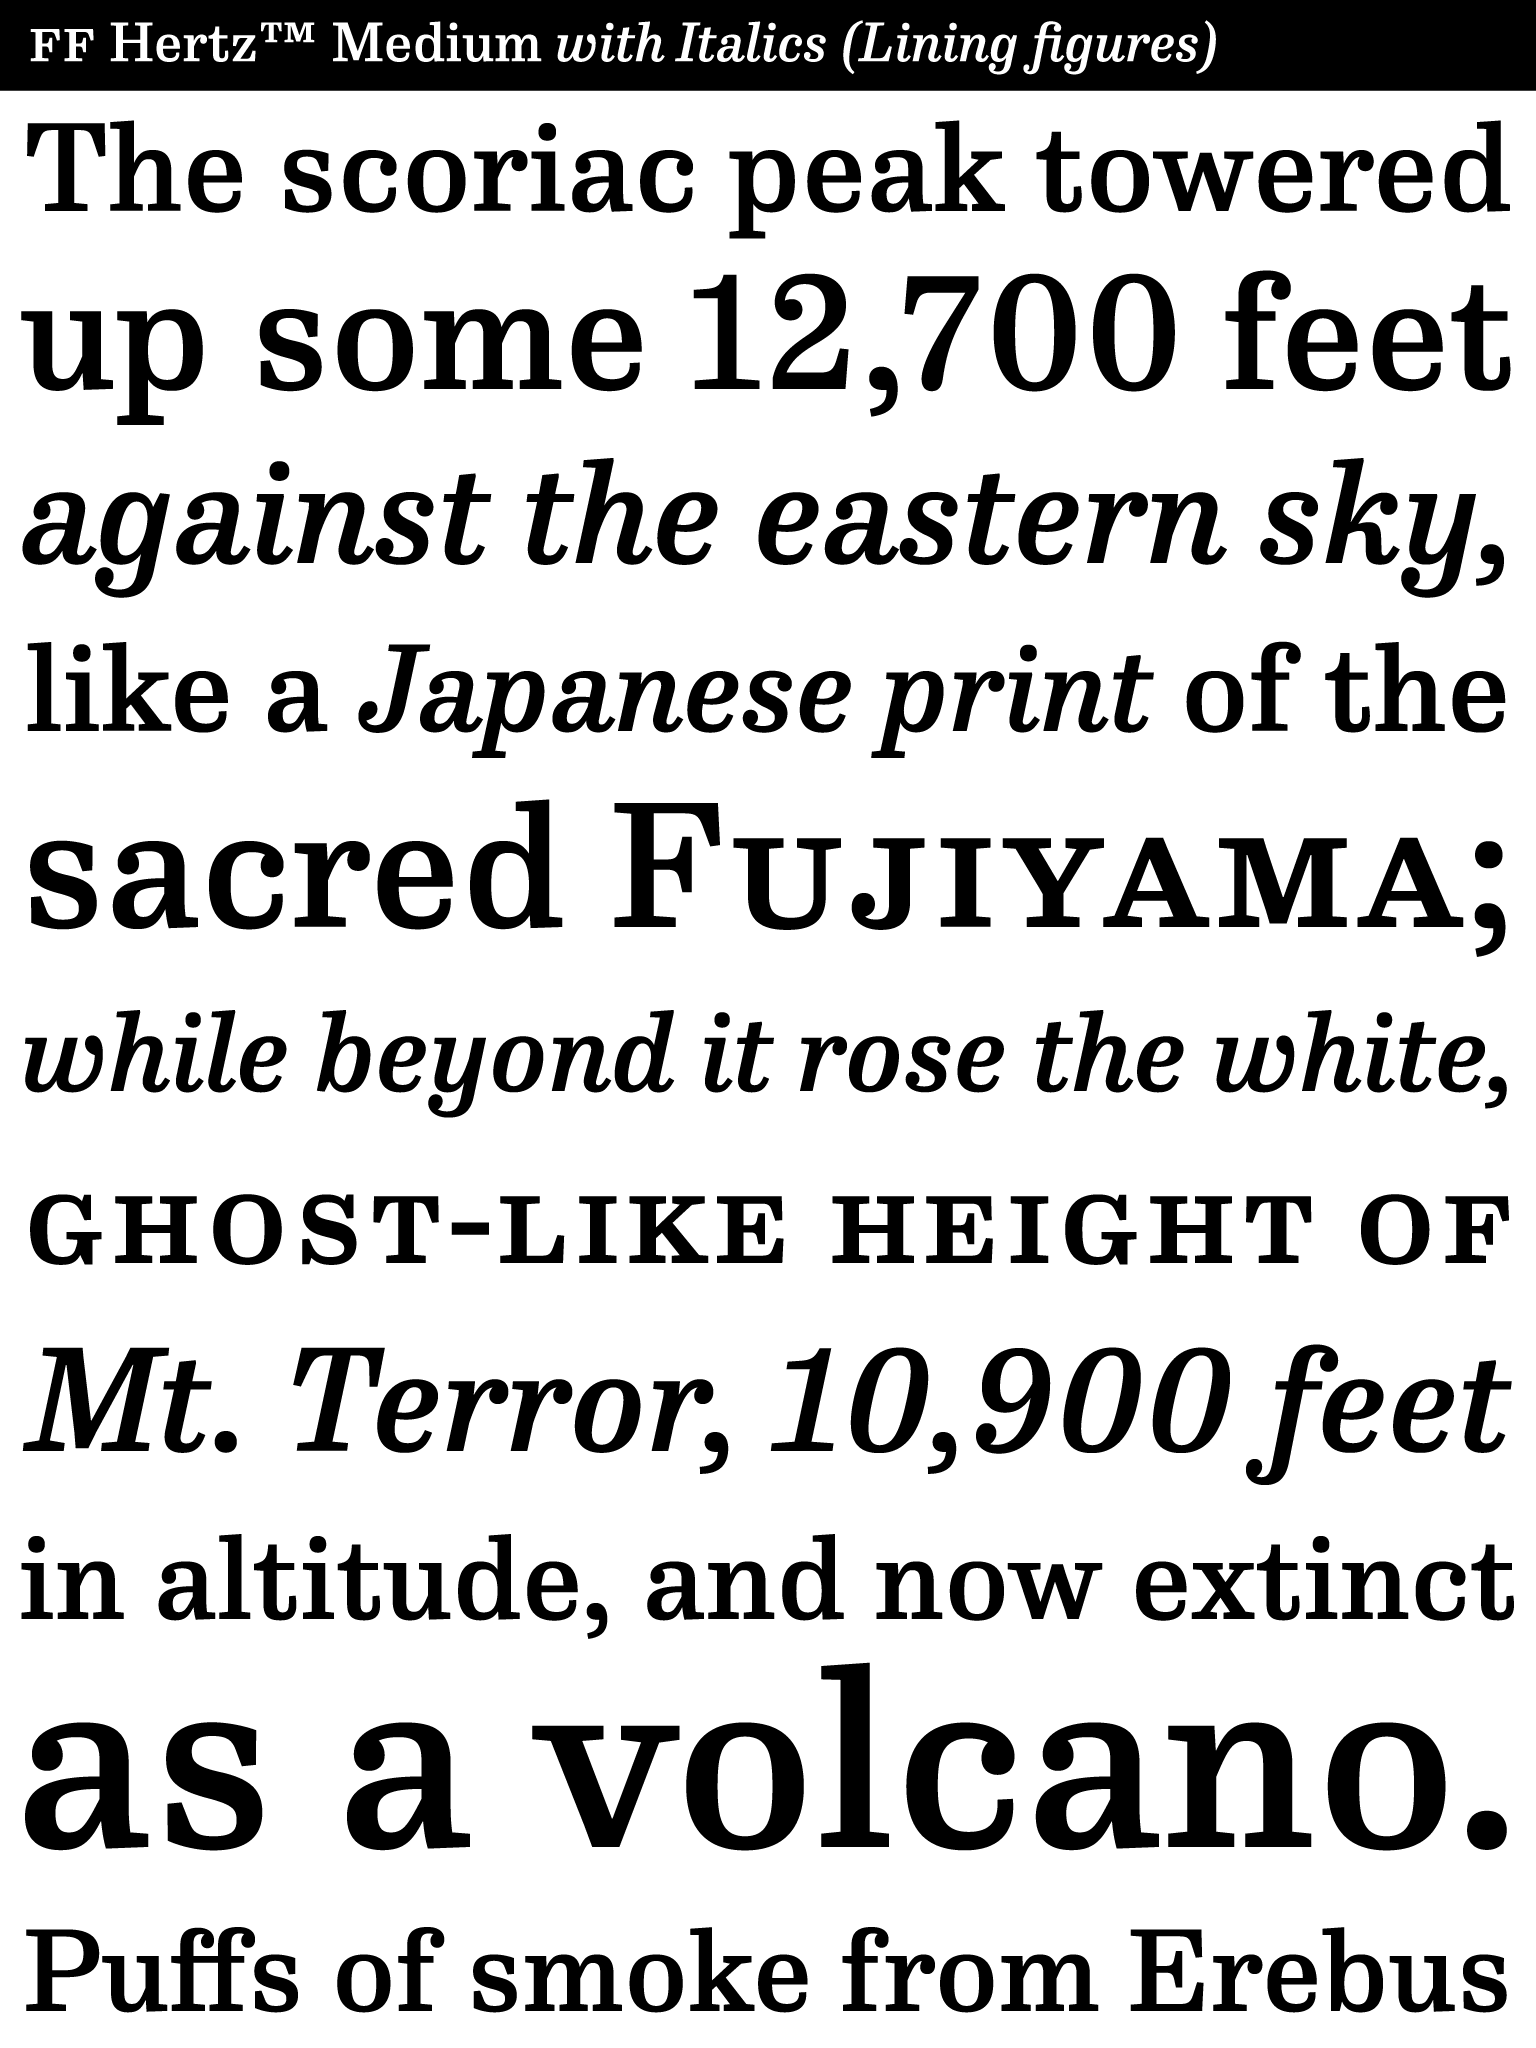 FF Hertz™ Medium with Italics (Lining figures)
The scoriac peak towered
up some 12,700 feet
against the eastern sky,
like a Japanese print of the
sacred Fujiyama;
while beyond it rose the white,
ghost-like height of
Mt. Terror, 10,900 feet
in altitude, and now extinct
as a volcano.
Puffs of smoke from Erebus